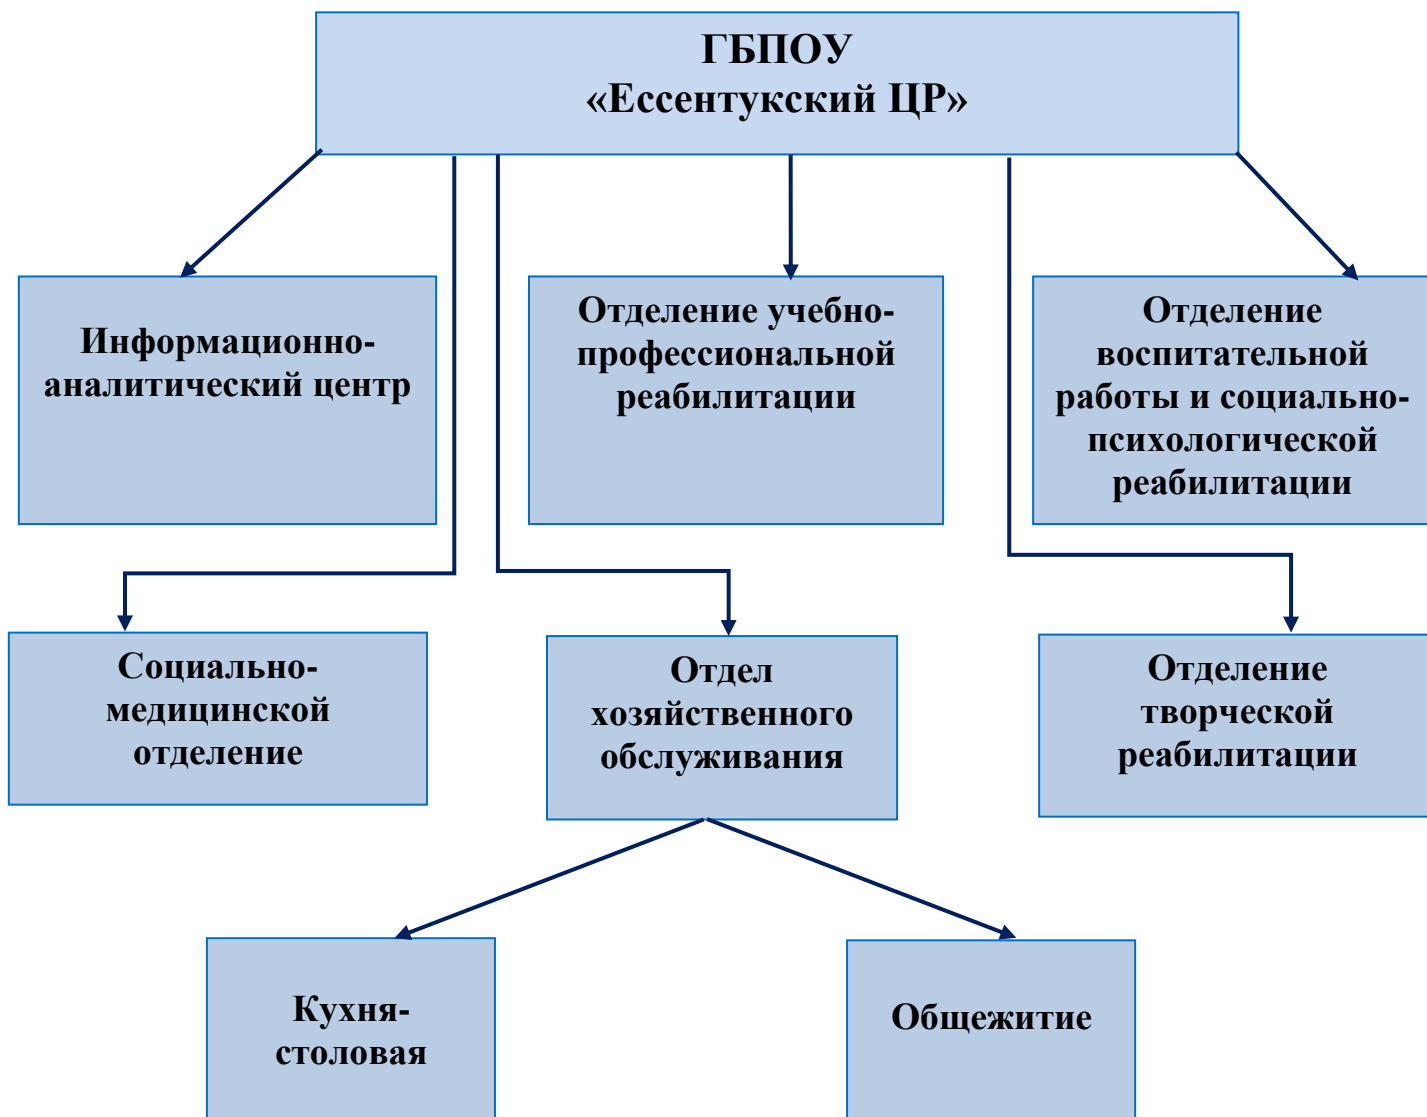 ГБПОУ
«Ессентукский ЦР»
Информационно-
аналитический центр
Отделение учебно-
профессиональной
реабилитации
Отделение
воспитательной
работы и социально-
психологической
реабилитации
Социально-
медицинской
отделение
Отдел
хозяйственного
обслуживания
Отделение
творческой
реабилитации
Кухня-
столовая
Общежитие